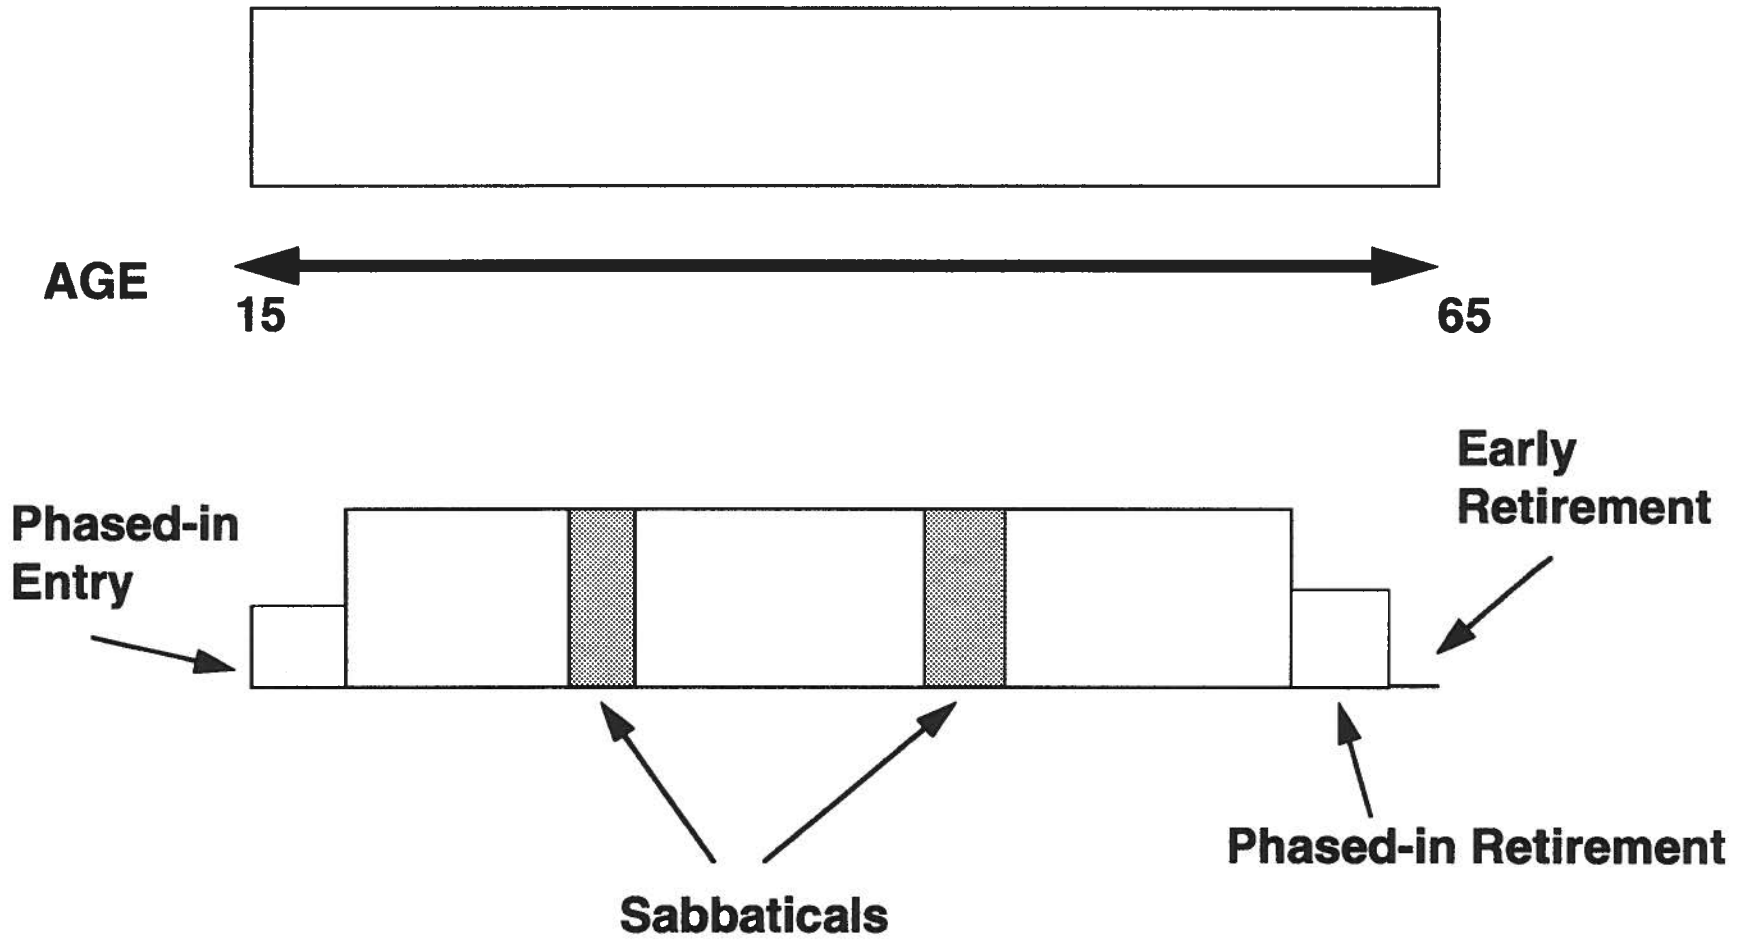 AGE
15
65
Early
Retirement
Phased-in
Entry
Phased-in Retirement
Sabbaticals